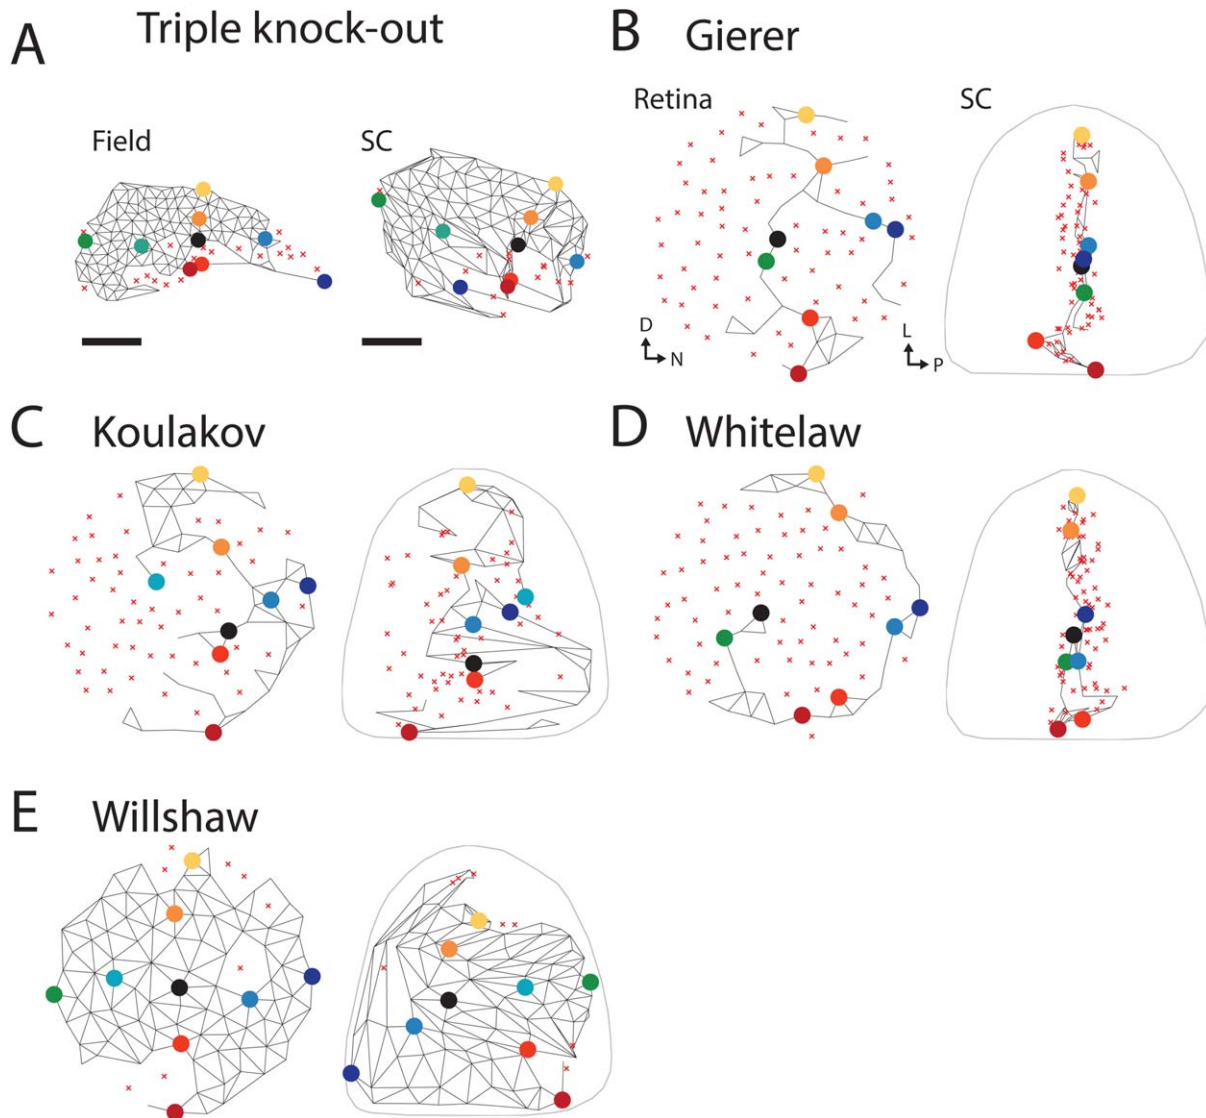 A Triple knock-out
Field SC
B Gierer
Retina SC
D
N
L
P
C Koulakov
D Whitelaw
E Willshaw